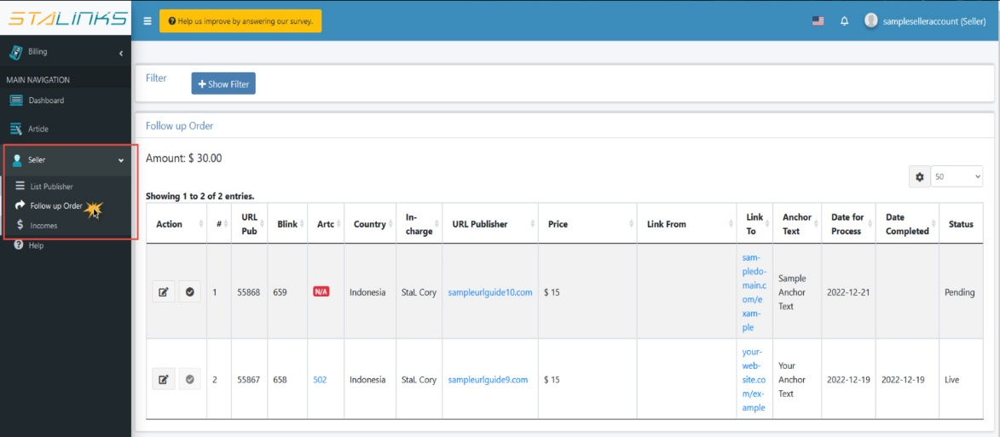 STALINKS
Help us improve by answering our survey.
sampleselleraccount (Seller)
Billing
MAIN NAVIGATION
Dashboard
Article
Seller
List Publisher
Follow up Order
Incomes
Help
Filter
Show Filter
Follow up Order
Amount: $ 30.00
50
Showing 1 to 2 of 2 entries.
Action # URL Pub Blink Artc Country In-charge URL Publisher Price Link From Link To Anchor Text Date for Process Date Completed Status
1 55868 659 N/A Indonesia StaL Cory sampleurlguide10.com $ 15 sam-pledo-main.com/exam-ple Sample Anchor Text 2022-12-21 Pending
2 55867 658 502 Indonesia StaL Cory sampleurlguide9.com $ 15 your-web-site.com/ex-ample Your Anchor Text 2022-12-19 2022-12-19 Live